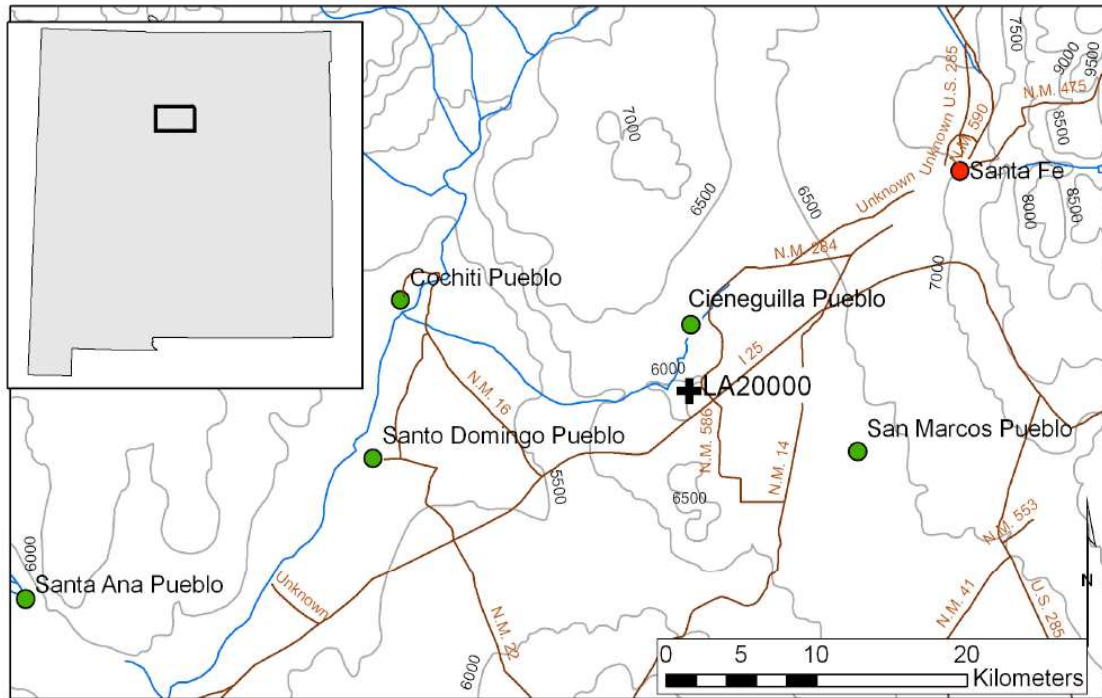 7500
9000
9500
U.S. 285
N.M. 475
7000
Unknown
N.M. 590
8500
Santa Fe
6500
6500
Unknown
8000
8500
N.M. 284
7000
Cochiti Pueblo
Cieneguilla Pueblo
I 25
6000
LA20000
N.M. 16
N.M. 586
N.M. 14
San Marcos Pueblo
Santo Domingo Pueblo
5500
6500
N.M. 553
6000
Santa Ana Pueblo
Unknown
N.M. 41
U.S. 285
N
N.M. 22
6000
0 5 10 20
Kilometers